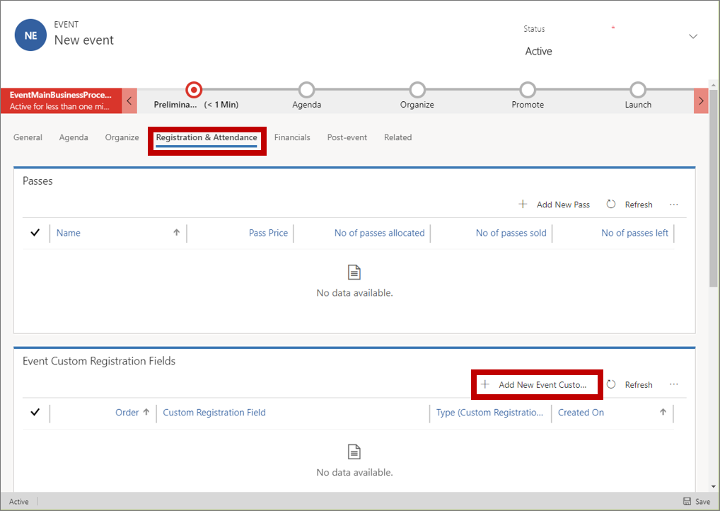 NE
EVENT
New event
Status
Active
EventMainBusinessProce...
Active for less than one mi...
Prelimina... (< 1 Min)
Agenda
Organize
Promote
Launch
General Agenda Organize Registration & Attendance Financials Post-event Related
Passes
Add New Pass Refresh
Name Pass Price No of passes allocated No of passes sold No of passes left
No data available.
Event Custom Registration Fields
Add New Event Custo... Refresh
Order Custom Registration Field Type (Custom Registratio... Created On
No data available.
Active Save